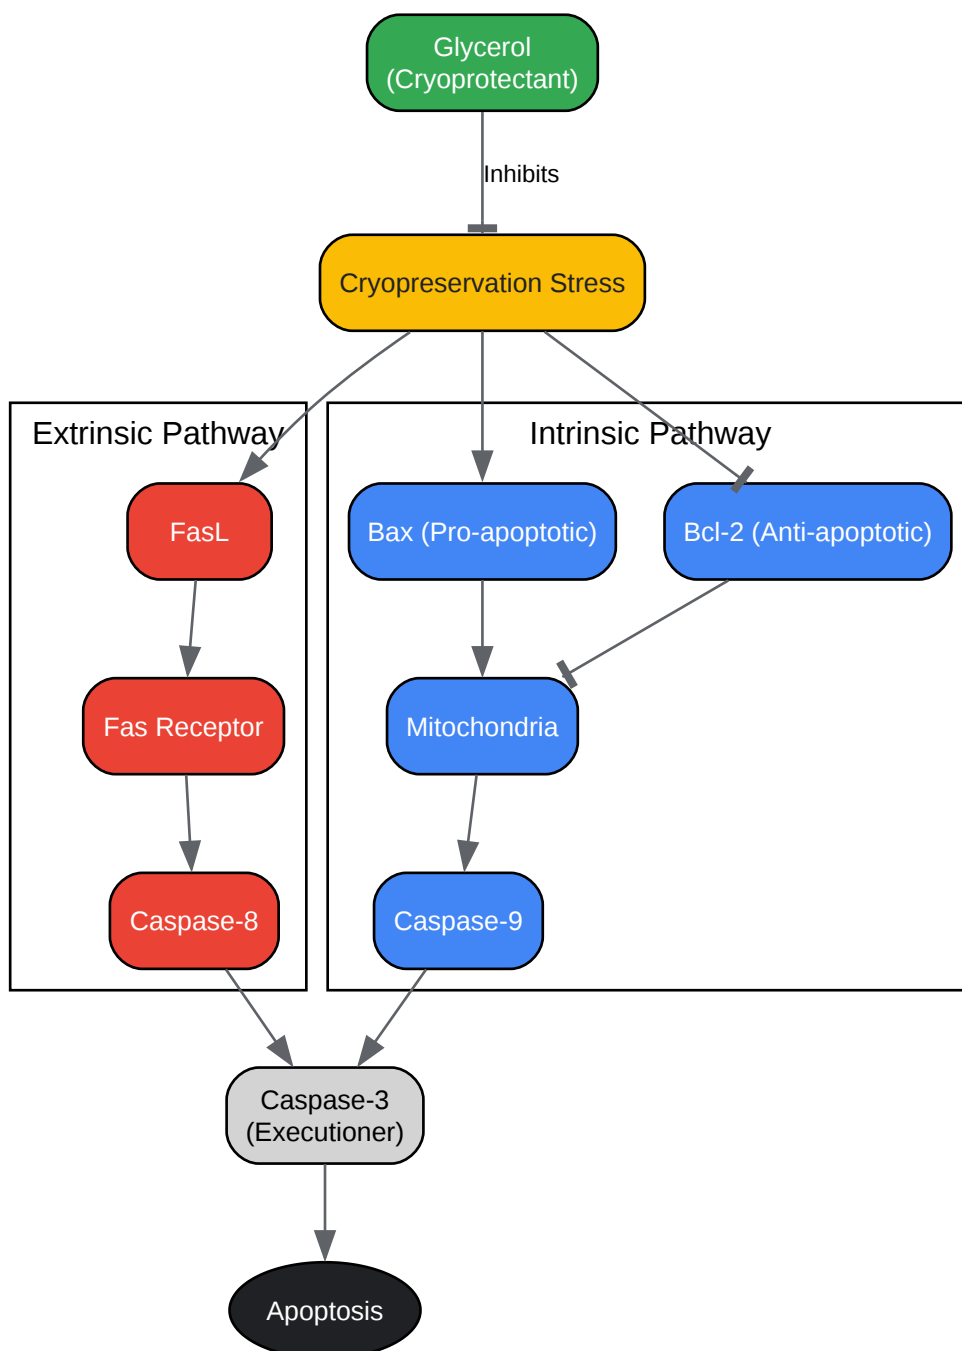 Glycerol
(Cryoprotectant)
Inhibits
Cryopreservation Stress
Extrinsic Pathway
Intrinsic Pathway
FasL
Bax (Pro-apoptotic)
Bcl-2 (Anti-apoptotic)
Fas Receptor
Mitochondria
Caspase-8
Caspase-9
Caspase-3
(Executioner)
Apoptosis